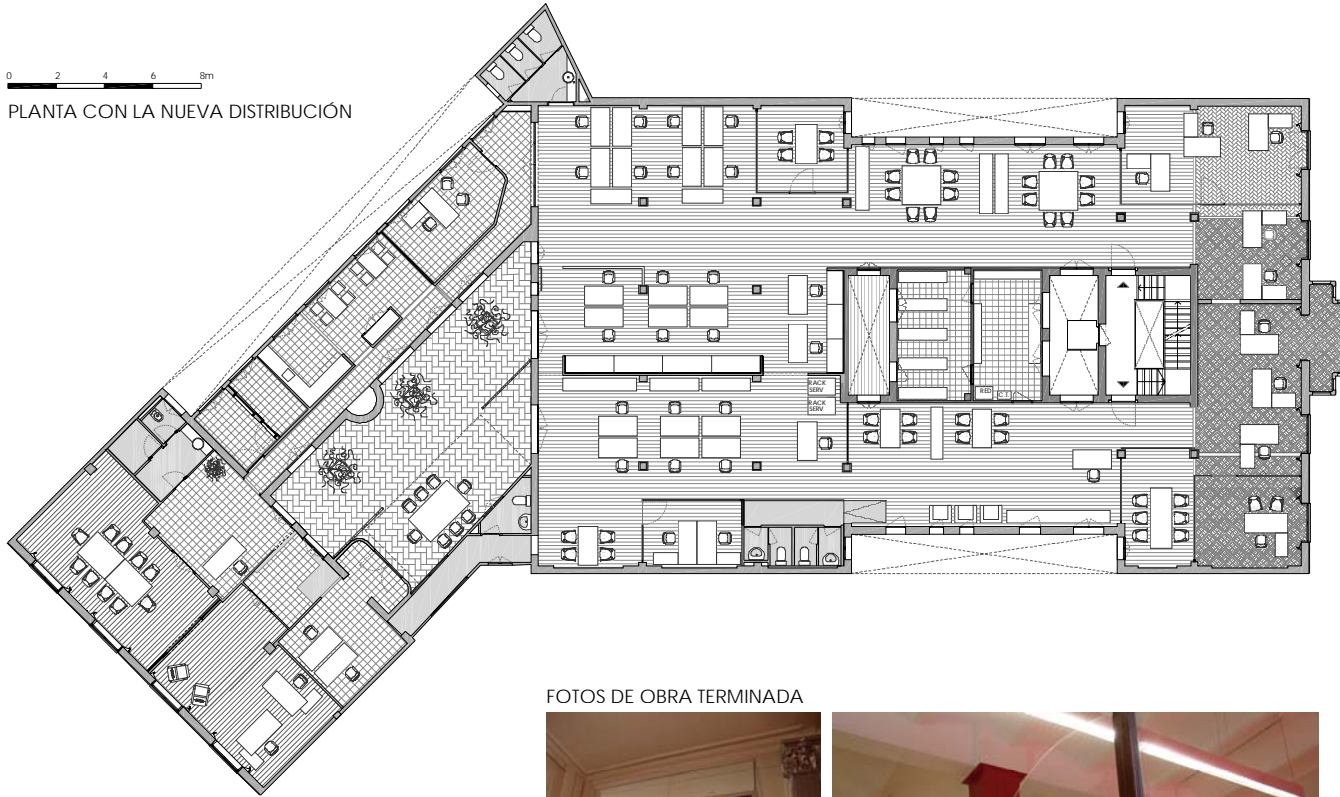 0 2 4 6 8m
PLANTA CON LA NUEVA DISTRIBUCIÓN
RACK
SERV
RACK
SERV
RED
C.T.
FOTOS DE OBRA TERMINADA